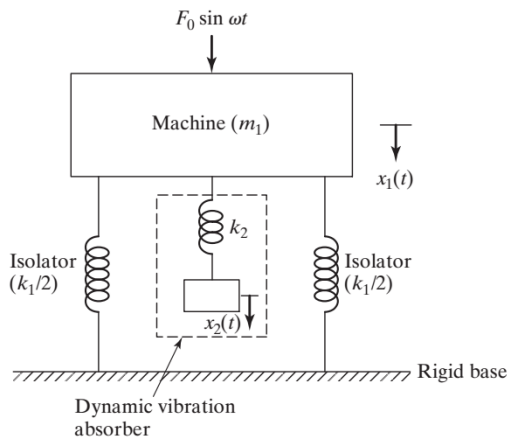 F₀ sin ωt
Machine (m₁)
x₁(t)
k₂
Isolator
(k₁/2)
Isolator
(k₁/2)
x₂(t)
Rigid base
Dynamic vibration
absorber